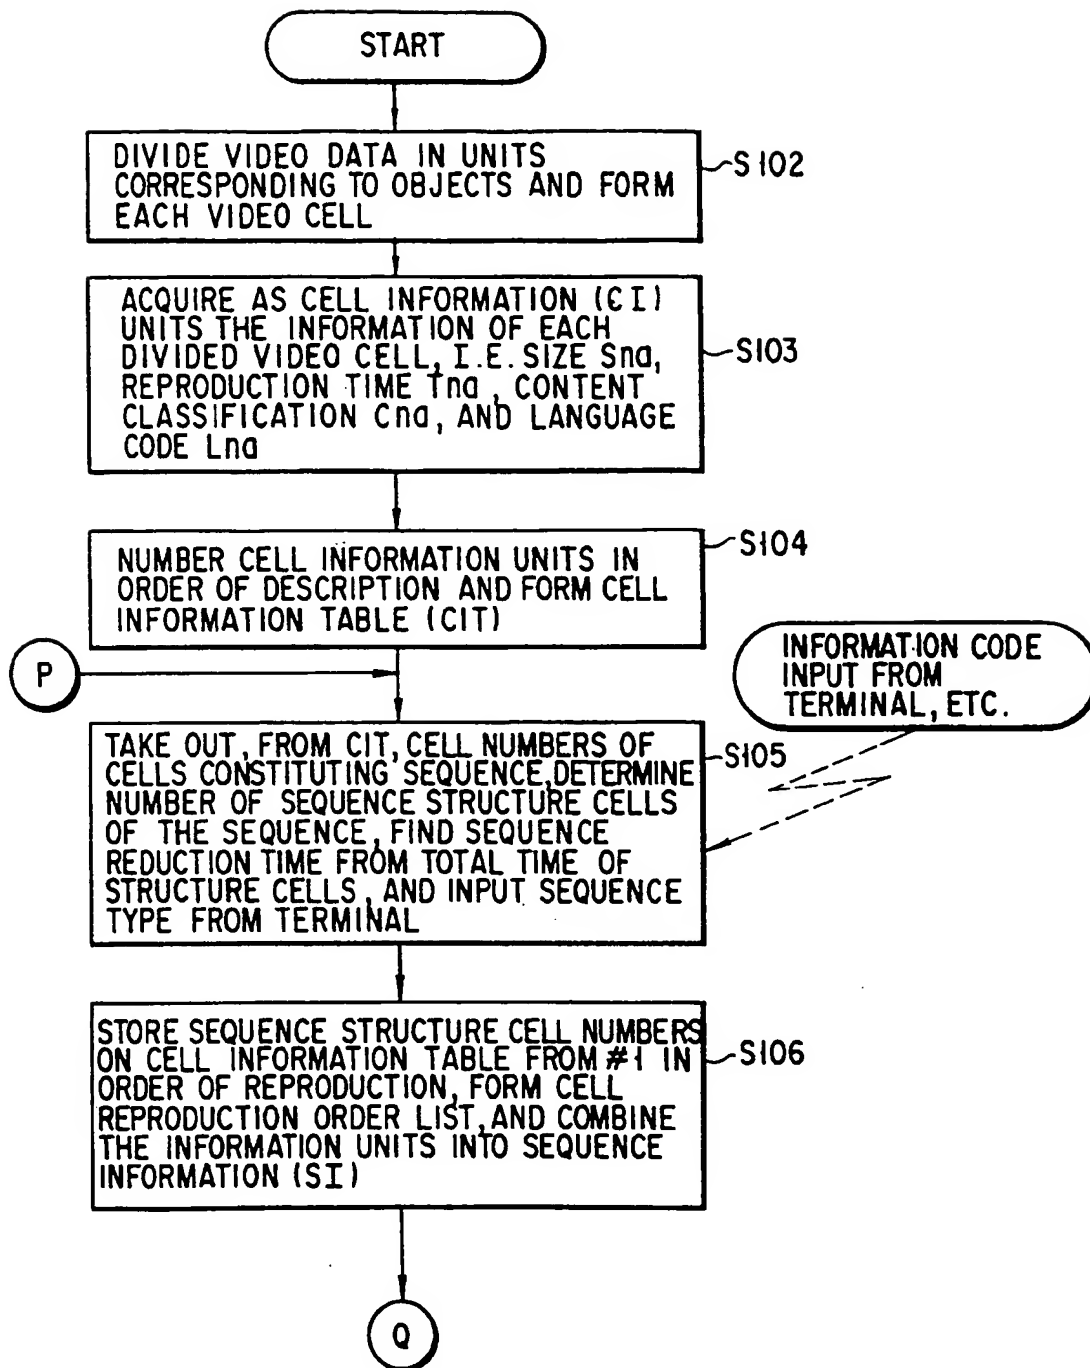 START
DIVIDE VIDEO DATA IN UNITS
CORRESPONDING TO OBJECTS AND FORM
EACH VIDEO CELL
S102
ACQUIRE AS CELL INFORMATION (CI)
UNITS THE INFORMATION OF EACH
DIVIDED VIDEO CELL, I.E. SIZE Sna,
REPRODUCTION TIME Tna, CONTENT
CLASSIFICATION Cna, AND LANGUAGE
CODE Lna
S103
NUMBER CELL INFORMATION UNITS IN
ORDER OF DESCRIPTION AND FORM CELL
INFORMATION TABLE (CIT)
S104
P
INFORMATION CODE
INPUT FROM
TERMINAL, ETC.
TAKE OUT, FROM CIT, CELL NUMBERS OF
CELLS CONSTITUTING SEQUENCE, DETERMINE
NUMBER OF SEQUENCE STRUCTURE CELLS
OF THE SEQUENCE, FIND SEQUENCE
REDUCTION TIME FROM TOTAL TIME OF
STRUCTURE CELLS, AND INPUT SEQUENCE
TYPE FROM TERMINAL
S105
STORE SEQUENCE STRUCTURE CELL NUMBERS
ON CELL INFORMATION TABLE FROM #1 IN
ORDER OF REPRODUCTION, FORM CELL
REPRODUCTION ORDER LIST, AND COMBINE
THE INFORMATION UNITS INTO SEQUENCE
INFORMATION (SI)
S106
Q